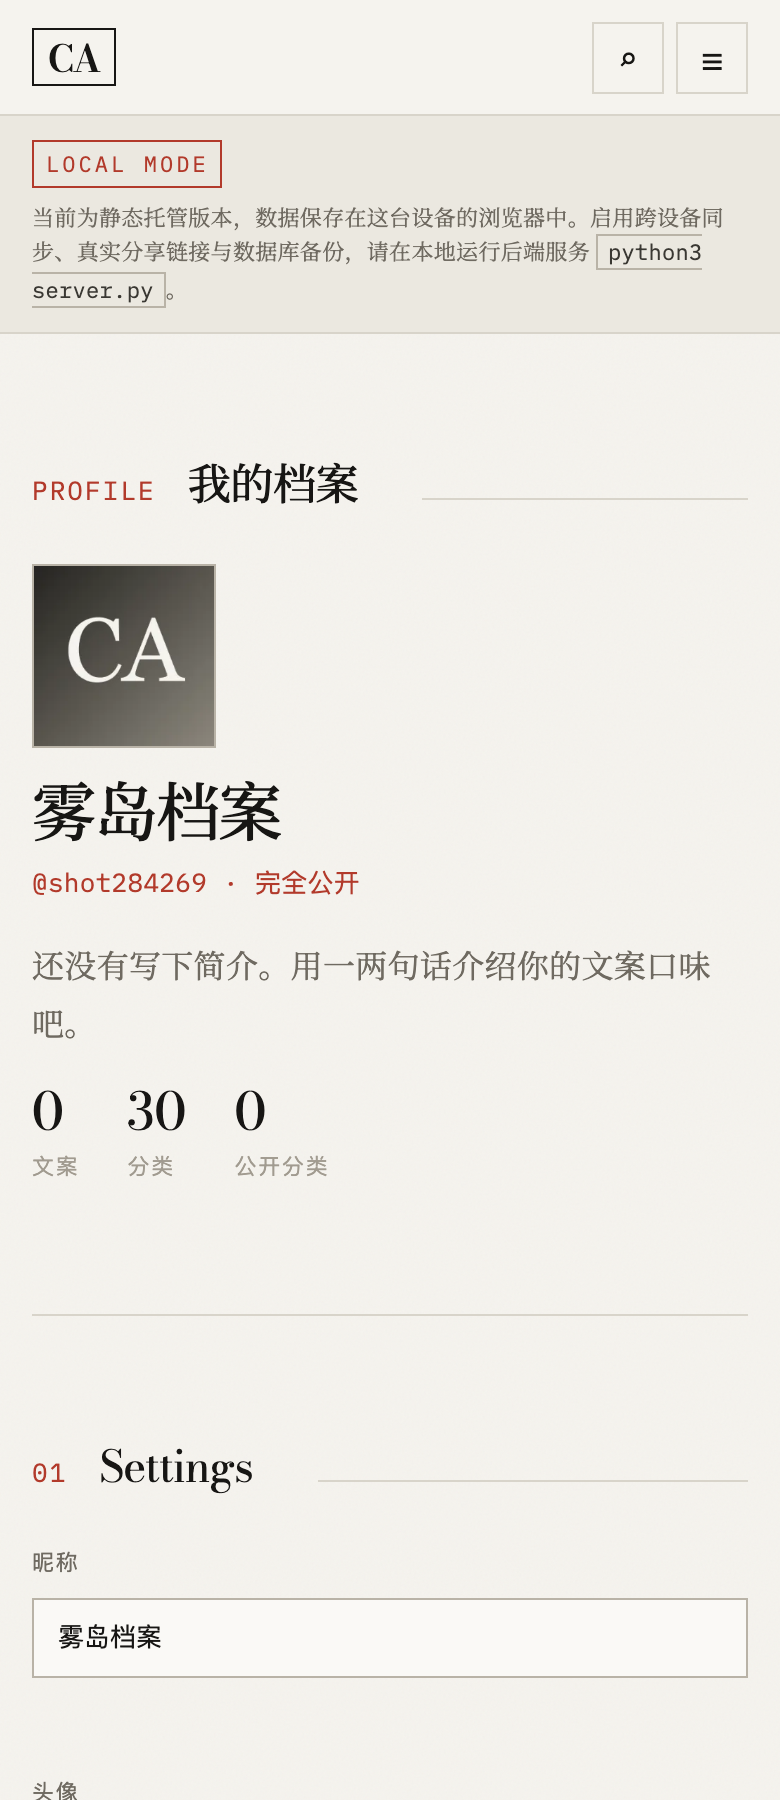 CA
LOCAL MODE
当前为静态托管版本，数据保存在这台设备的浏览器中。启用跨设备同
步、真实分享链接与数据库备份，请在本地运行后端服务 python3
server.py 。
PROFILE 我的档案
CA
雾岛档案
@shot284269 · 完全公开
还没有写下简介。用一两句话介绍你的文案口味
吧。
0 30 0
文案 分类 公开分类
01 Settings
昵称
雾岛档案
头像